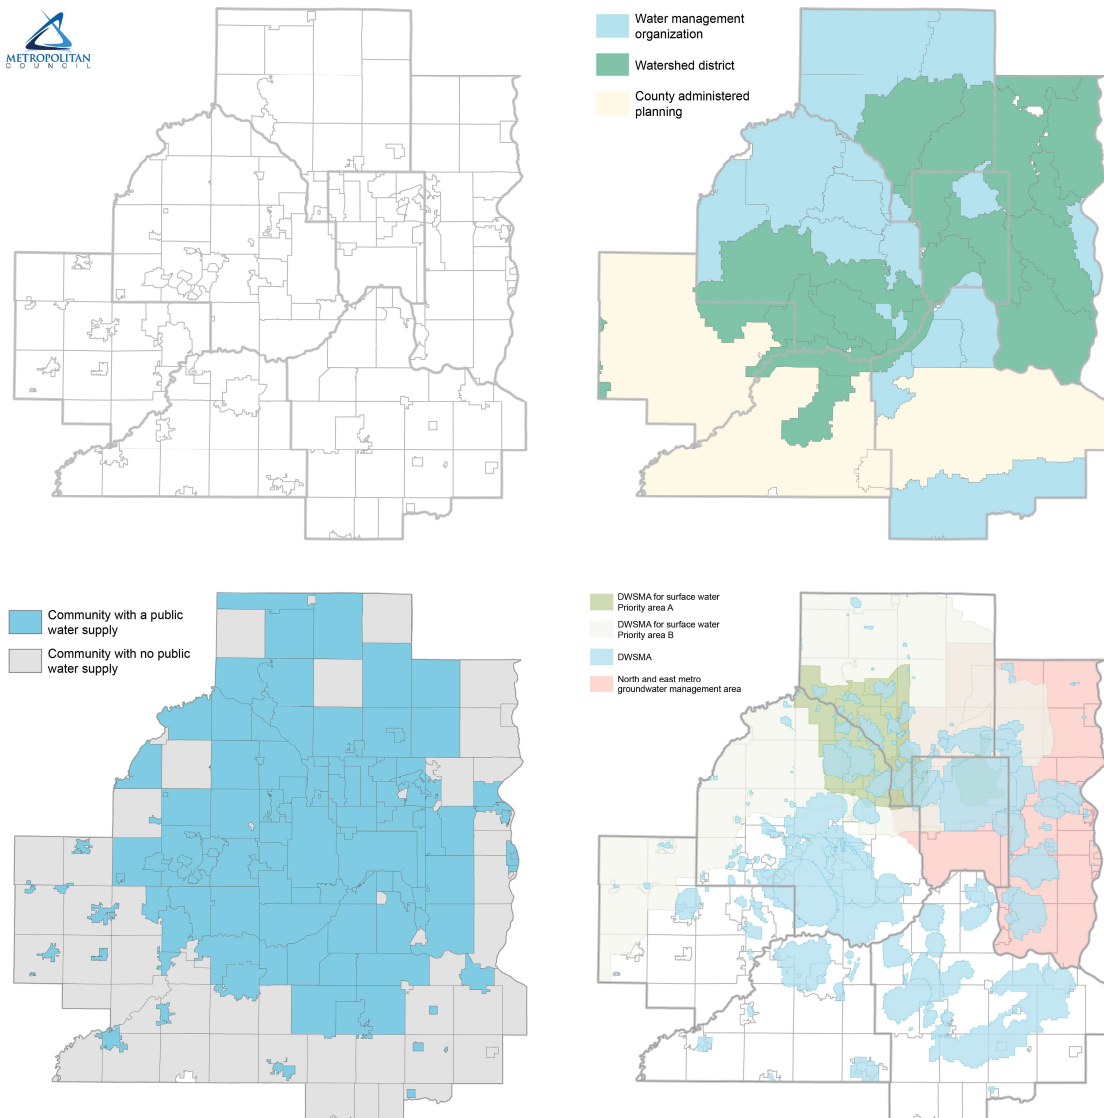 METROPOLITAN
COUNCIL
Water management
organization
Watershed district
County administered
planning
Community with a public
water supply
Community with no public
water supply
DWSMA for surface water
Priority area A
DWSMA for surface water
Priority area B
DWSMA
North and east metro
groundwater management area